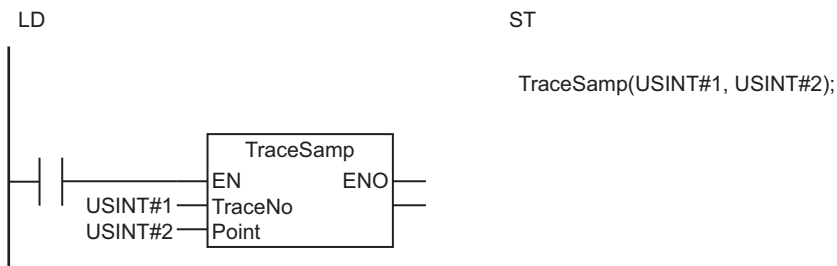 LD
ST
TraceSamp(USINT#1, USINT#2);
TraceSamp
EN ENO
USINT#1 TraceNo
USINT#2 Point